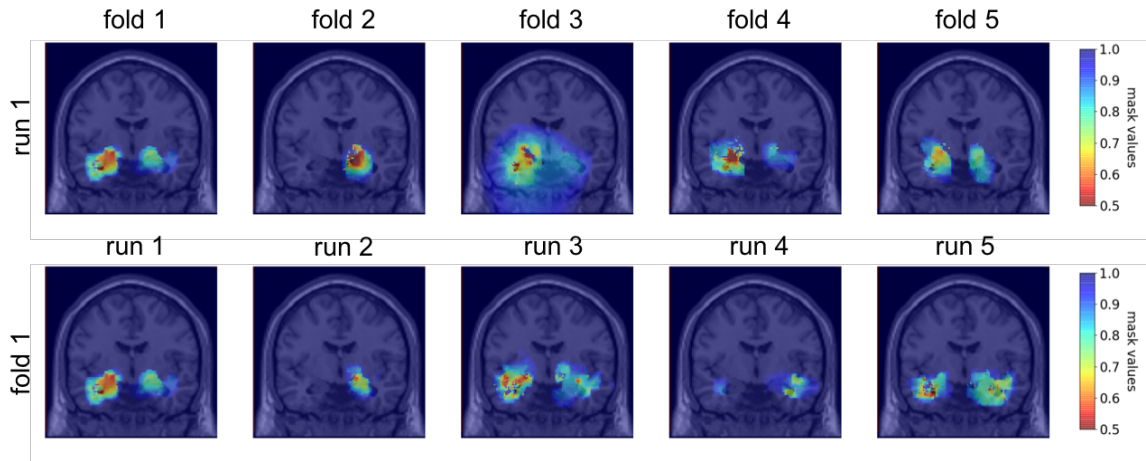 fold 1 fold 2 fold 3 fold 4 fold 5
run 1
1.0
0.9
0.8
0.7
0.6
0.5
mask values
run 1 run 2 run 3 run 4 run 5
fold 1
1.0
0.9
0.8
0.7
0.6
0.5
mask values